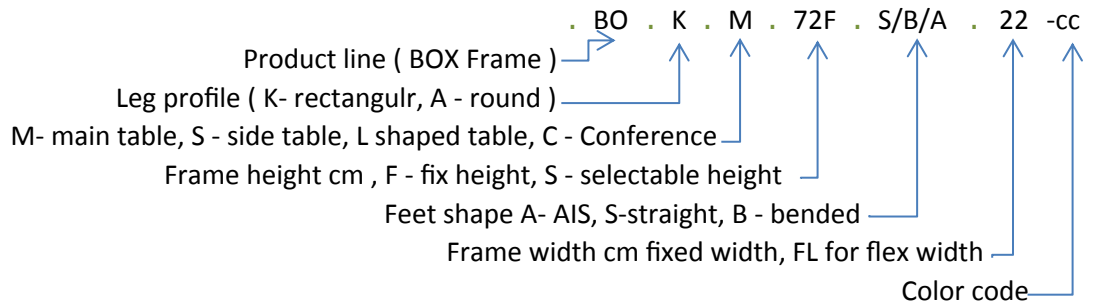 . BO . K . M . 72F . S/B/A . 22 -cc
Product line ( BOX Frame )
Leg profile ( K- rectangulr, A - round )
M- main table, S - side table, L shaped table, C - Conference
Frame height cm , F - fix height, S - selectable height
Feet shape A- AIS, S-straight, B - bended
Frame width cm fixed width, FL for flex width
Color code